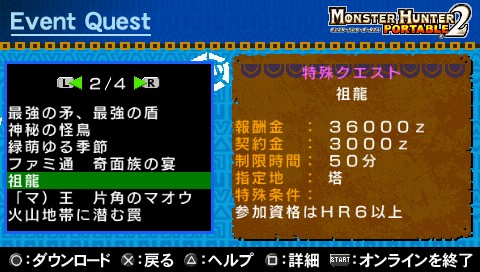 Event Quest
MONSTER HUNTER
PORTABLE 2
L 2/4 R
最強の矛、最強の盾
神秘の怪鳥
緑萌ゆる季節
ファミ通 奇面族の宴
祖龍
「マ」王 片角のマオウ
火山地帯に潜む罠
特殊クエスト
祖龍
報酬金 : 36000z
契約金 : 3000z
制限時間: 50分
指定地 : 塔
特殊条件:
参加資格はHR6以上
○:ダウンロード ×:戻る △:ヘルプ □:詳細 START:オンラインを終了